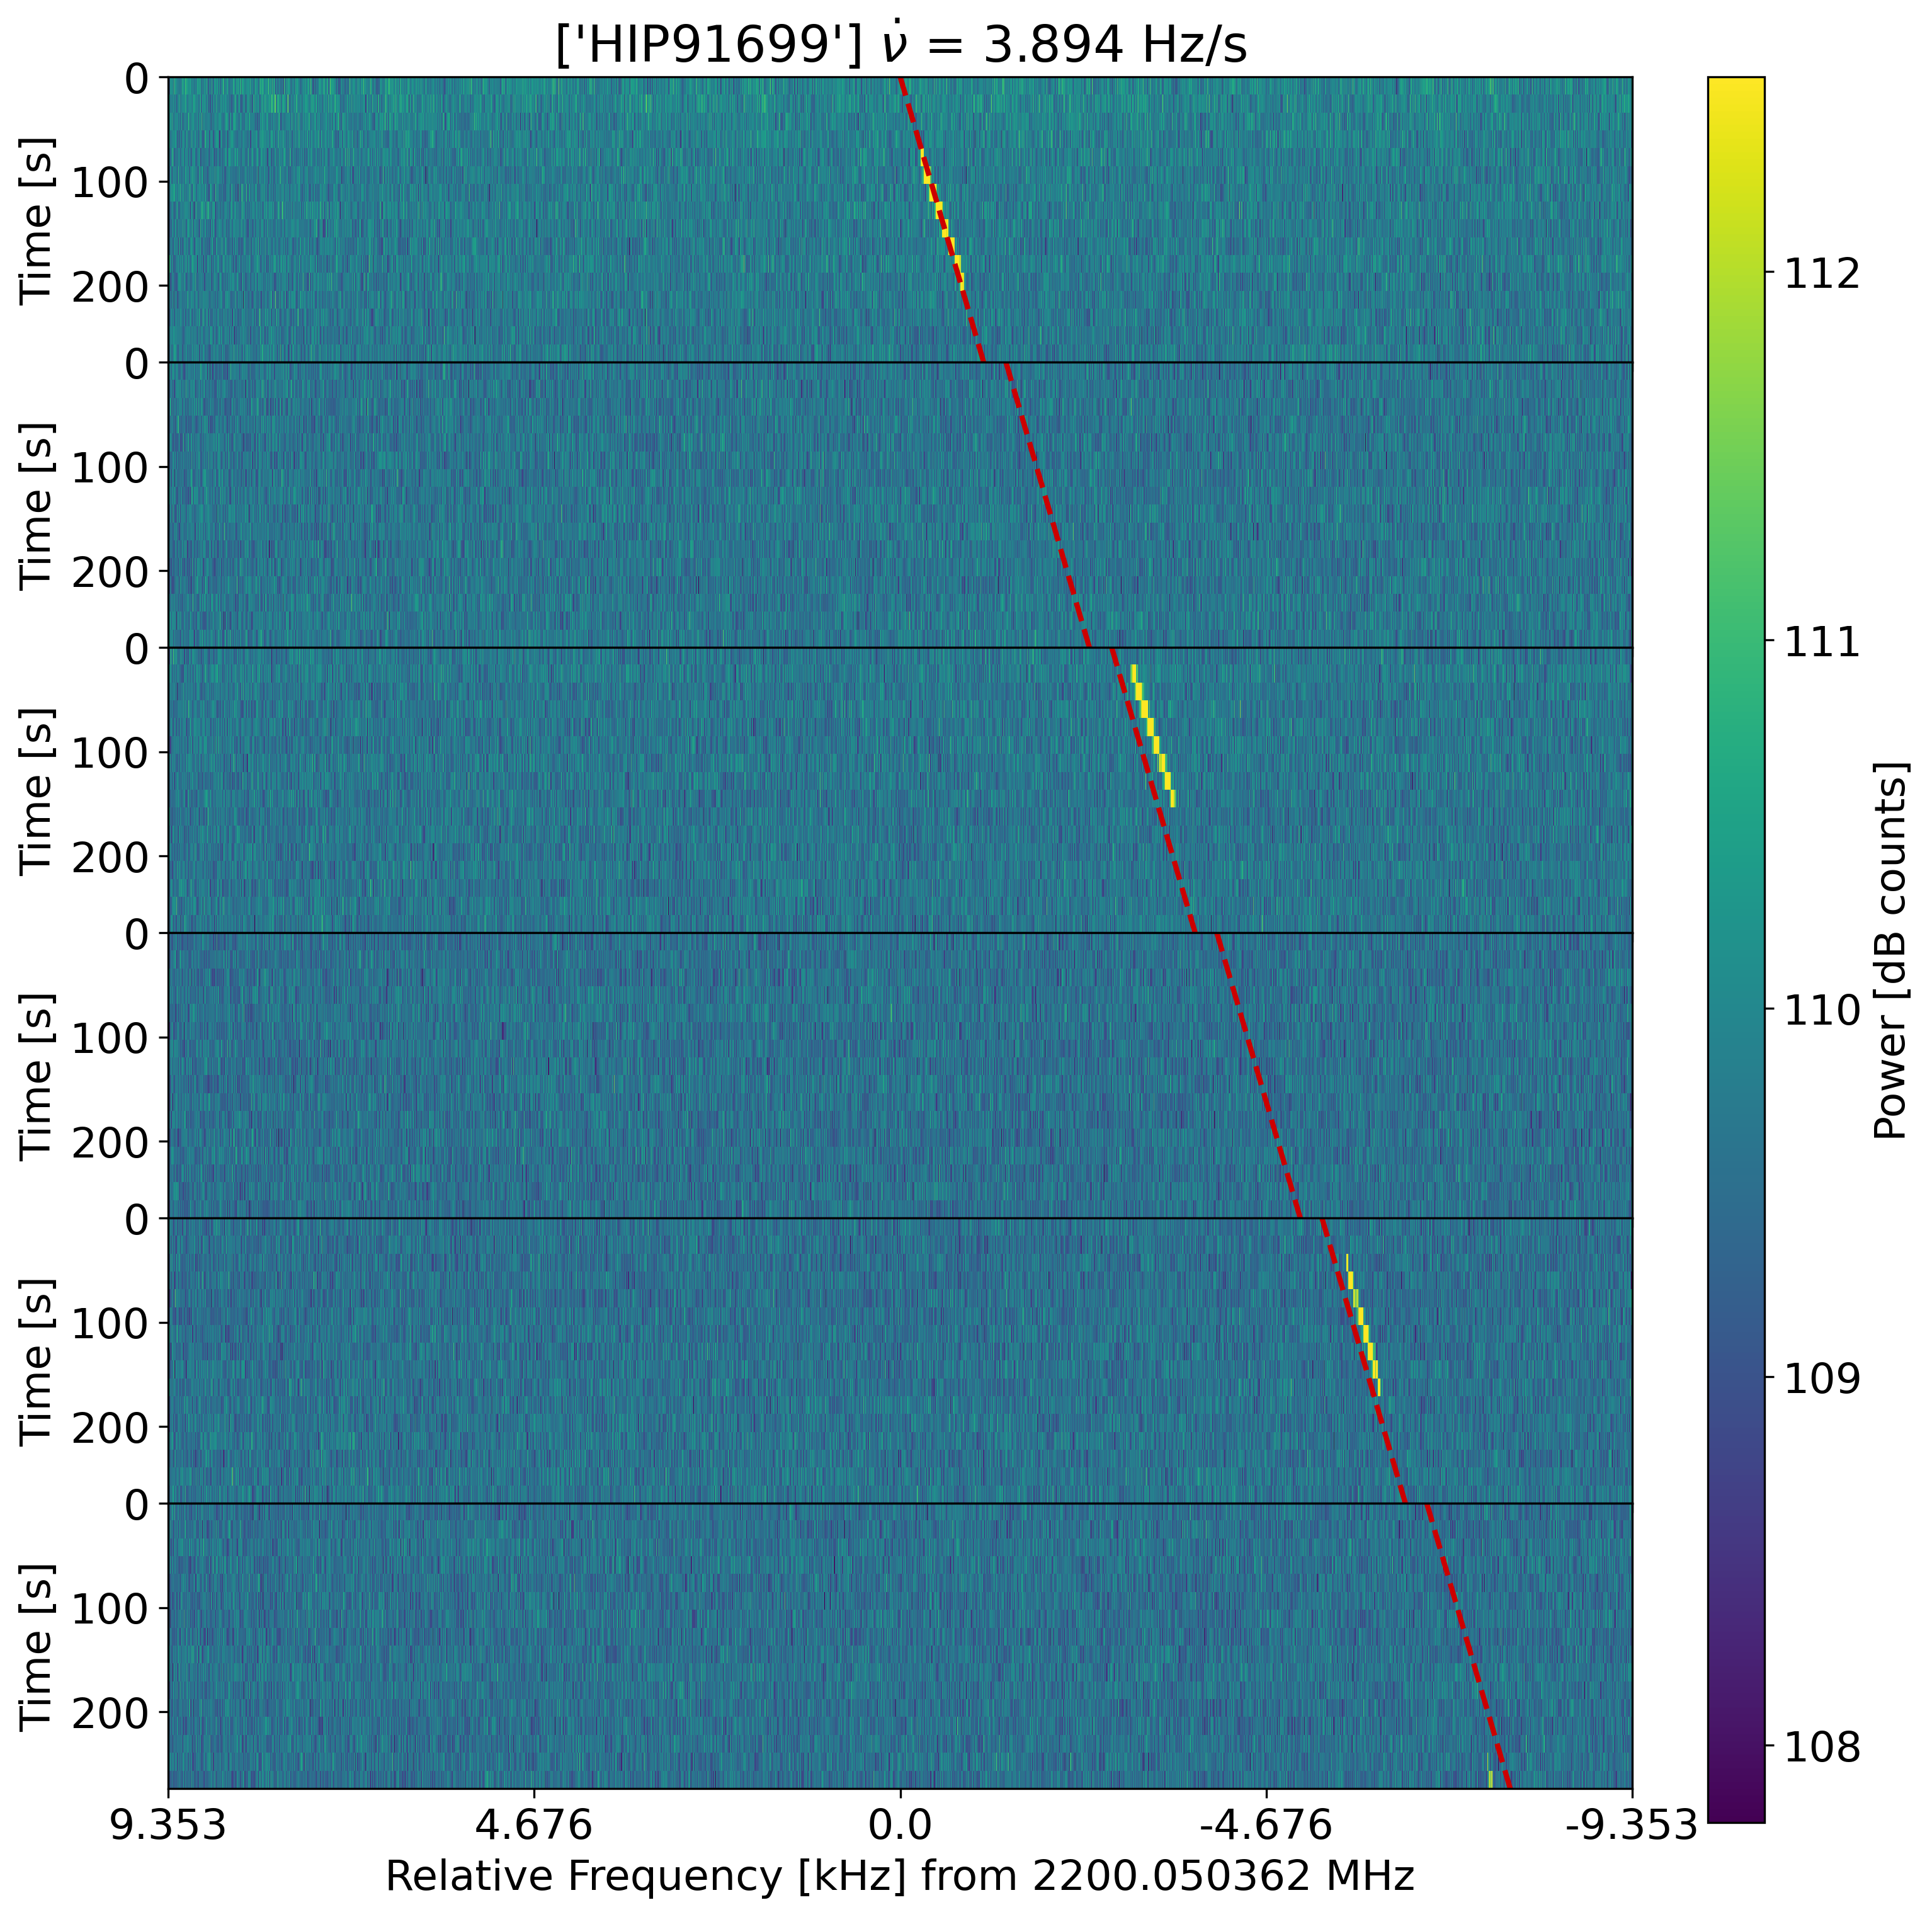 ['HIP91699'] ν̇ = 3.894 Hz/s
0
100
200
Time [s]
0
100
200
Time [s]
0
100
200
Time [s]
0
100
200
Time [s]
0
100
200
Time [s]
0
100
200
Time [s]
9.353 4.676 0.0 -4.676 -9.353
Relative Frequency [kHz] from 2200.050362 MHz
112
111
110
109
108
Power [dB counts]